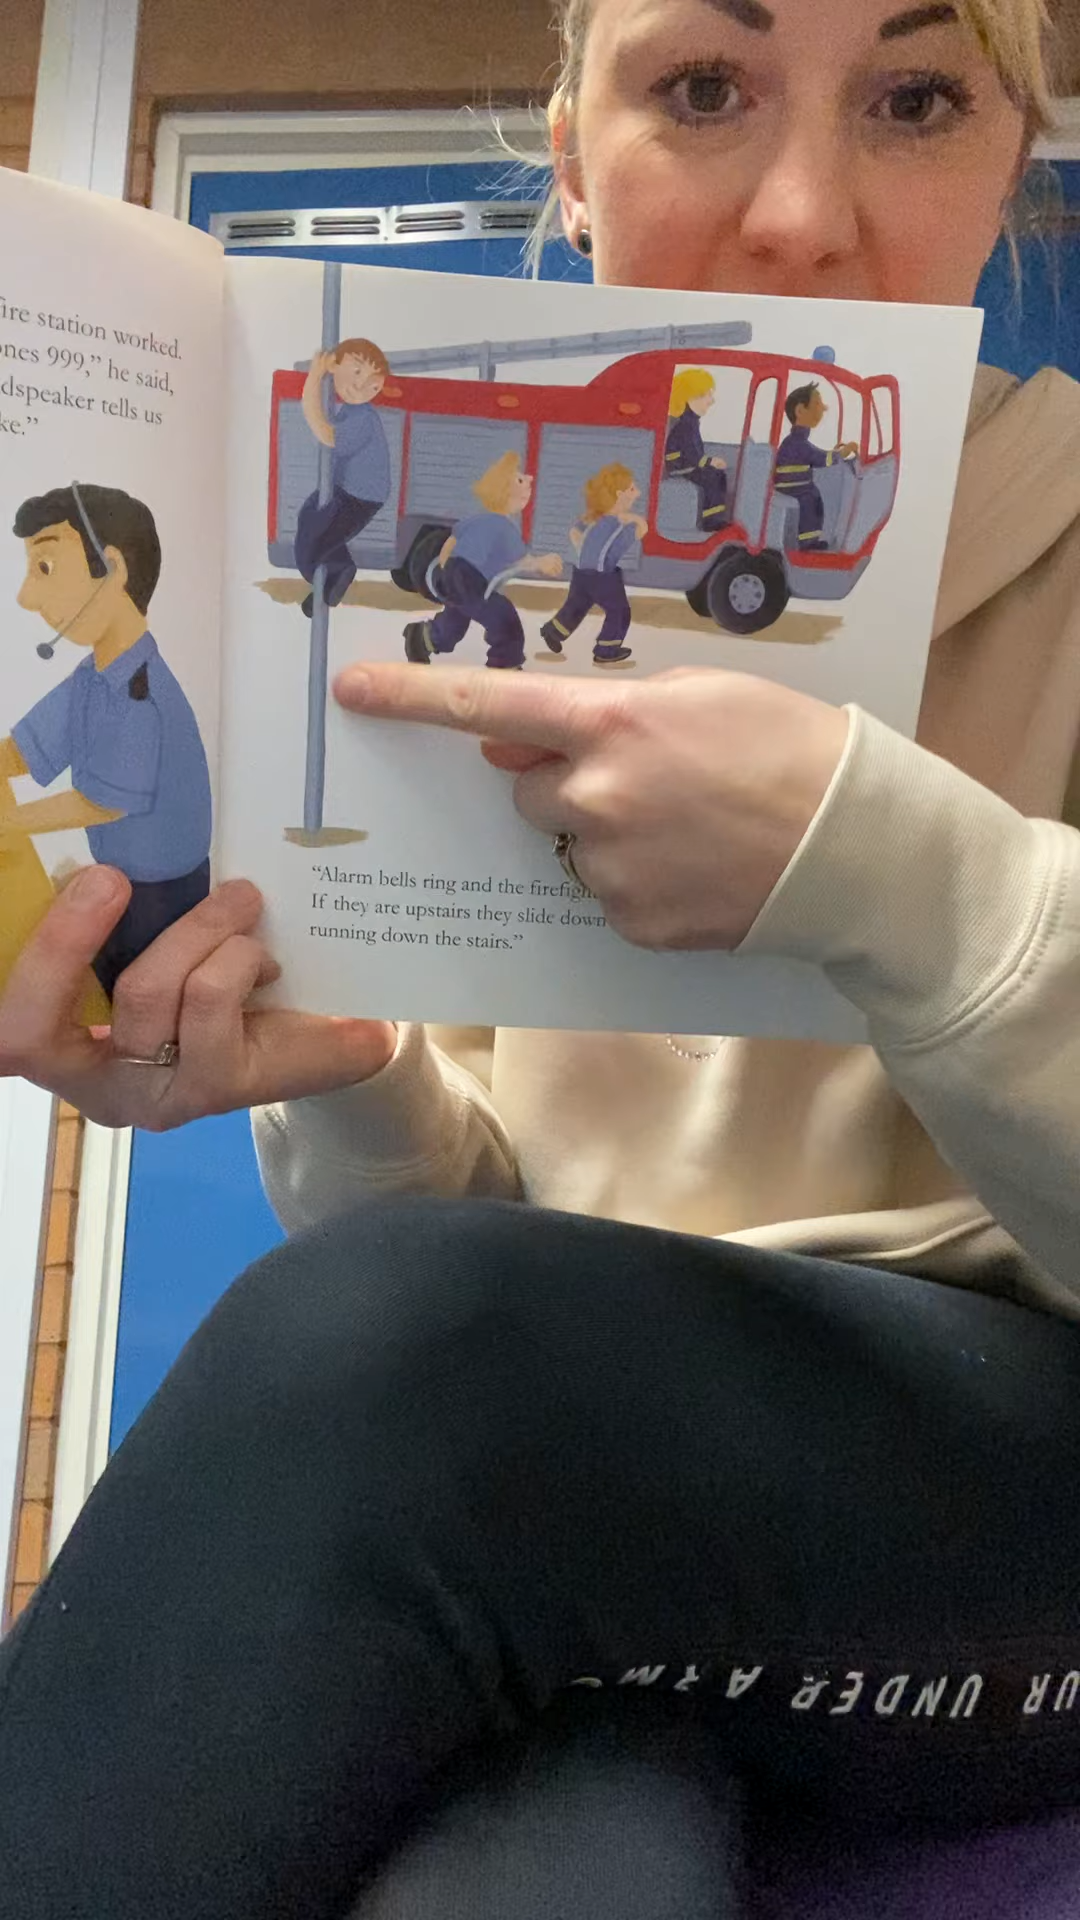 ire station worked.
ones 999,” he said,
dspeaker tells us
ke.”
“Alarm bells ring and the firefigh
If they are upstairs they slide down
running down the stairs.”
UR UNDER ARM